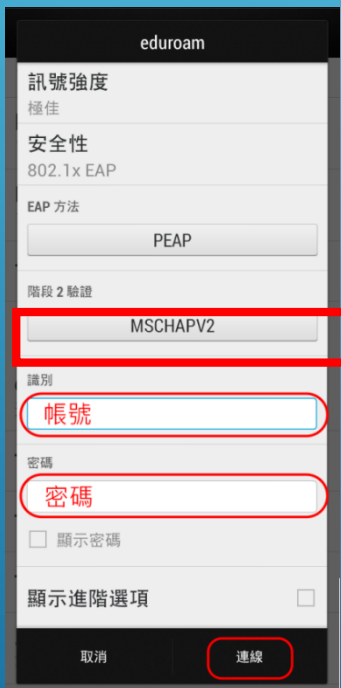 eduroam
訊號強度
極佳
安全性
802.1x EAP
EAP 方法
PEAP
階段 2 驗證
MSCHAPV2
識別
帳號
密碼
密碼
顯示密碼
顯示進階選項
取消
連線